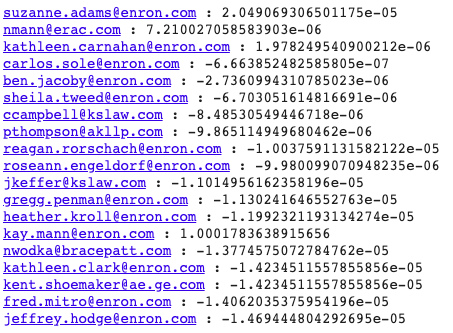 suzanne.adams@enron.com : 2.049069306501175e-05
nmann@erac.com : 7.210027058583903e-06
kathleen.carnahan@enron.com : 1.978249540900212e-06
carlos.sole@enron.com : -6.663852482585805e-07
ben.jacoby@enron.com : -2.7360994310785023e-06
sheila.tweed@enron.com : -6.703051614816691e-06
ccampbell@kslaw.com : -8.48530549446718e-06
pthompson@akllp.com : -9.865114949680462e-06
reagan.rorschach@enron.com : -1.0037591131582122e-05
roseann.engeldorf@enron.com : -9.980099070948235e-06
jkeffer@kslaw.com : -1.1014956162358196e-05
gregg.penman@enron.com : -1.130241646552763e-05
heather.kroll@enron.com : -1.1992321193134274e-05
kay.mann@enron.com : 1.0001783638915656
nwodka@bracepatt.com : -1.3774575072784762e-05
kathleen.clark@enron.com : -1.4234511557855856e-05
kent.shoemaker@ae.ge.com : -1.4234511557855856e-05
fred.mitro@enron.com : -1.4062035375954196e-05
jeffrey.hodge@enron.com : -1.469444804292695e-05